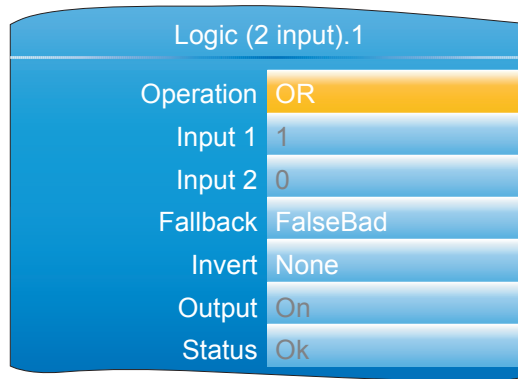 Logic (2 input).1
Operation OR
Input 1 1
Input 2 0
Fallback FalseBad
Invert None
Output On
Status Ok